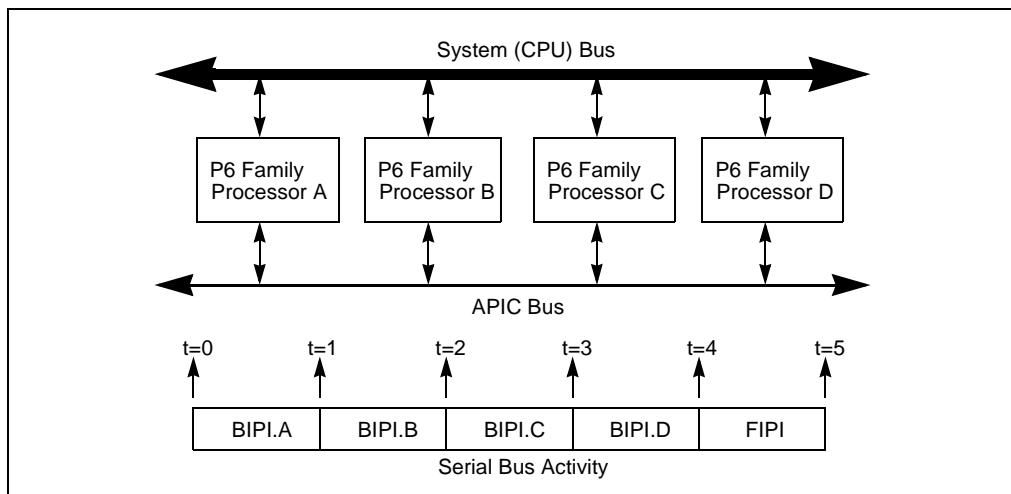 System (CPU) Bus
P6 Family
Processor A
P6 Family
Processor B
P6 Family
Processor C
P6 Family
Processor D
APIC Bus
t=0 t=1 t=2 t=3 t=4 t=5
BIPI.A BIPI.B BIPI.C BIPI.D FIPI
Serial Bus Activity